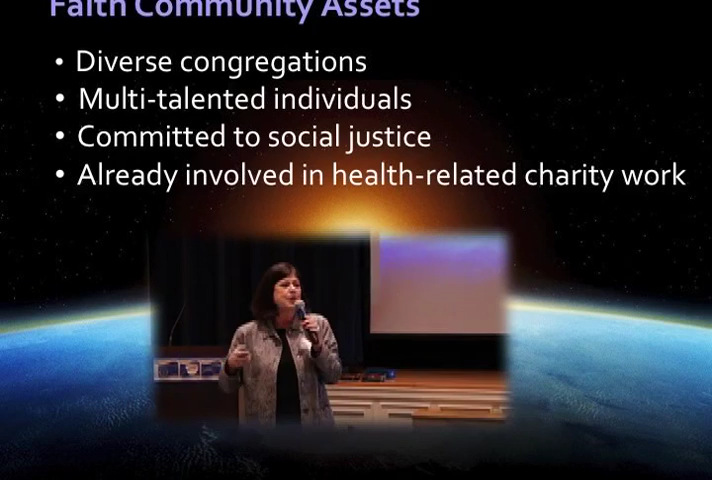 Faith Community Assets
• Diverse congregations
• Multi-talented individuals
• Committed to social justice
• Already involved in health-related charity work